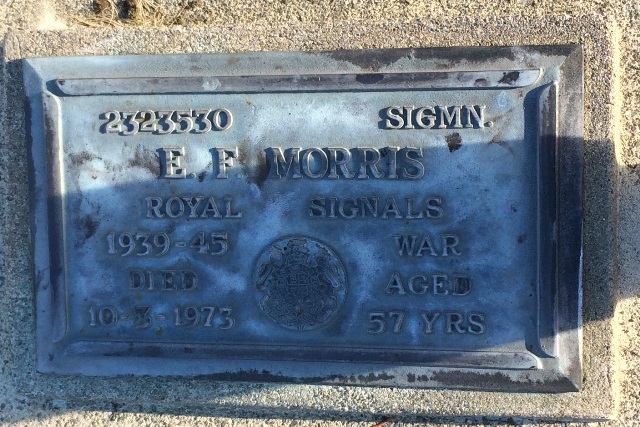 2323530 SIGMN.
E. F. MORRIS
ROYAL SIGNALS
1939-45 WAR
DIED AGED
10-3-1973 57 YRS